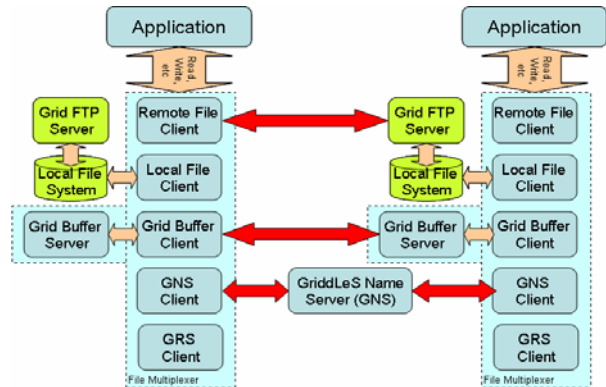 Application
Application
Read,
Write,
etc
Read,
Write,
etc
Grid FTP
Server
Remote File
Client
Grid FTP
Server
Remote File
Client
Local File
System
Local File
Client
Local File
System
Local File
Client
Grid Buffer
Server
Grid Buffer
Client
Grid Buffer
Server
Grid Buffer
Client
GNS
Client
GriddLeS Name
Server (GNS)
GNS
Client
GRS
Client
GRS
Client
File Multiplexer
File Multiplexer